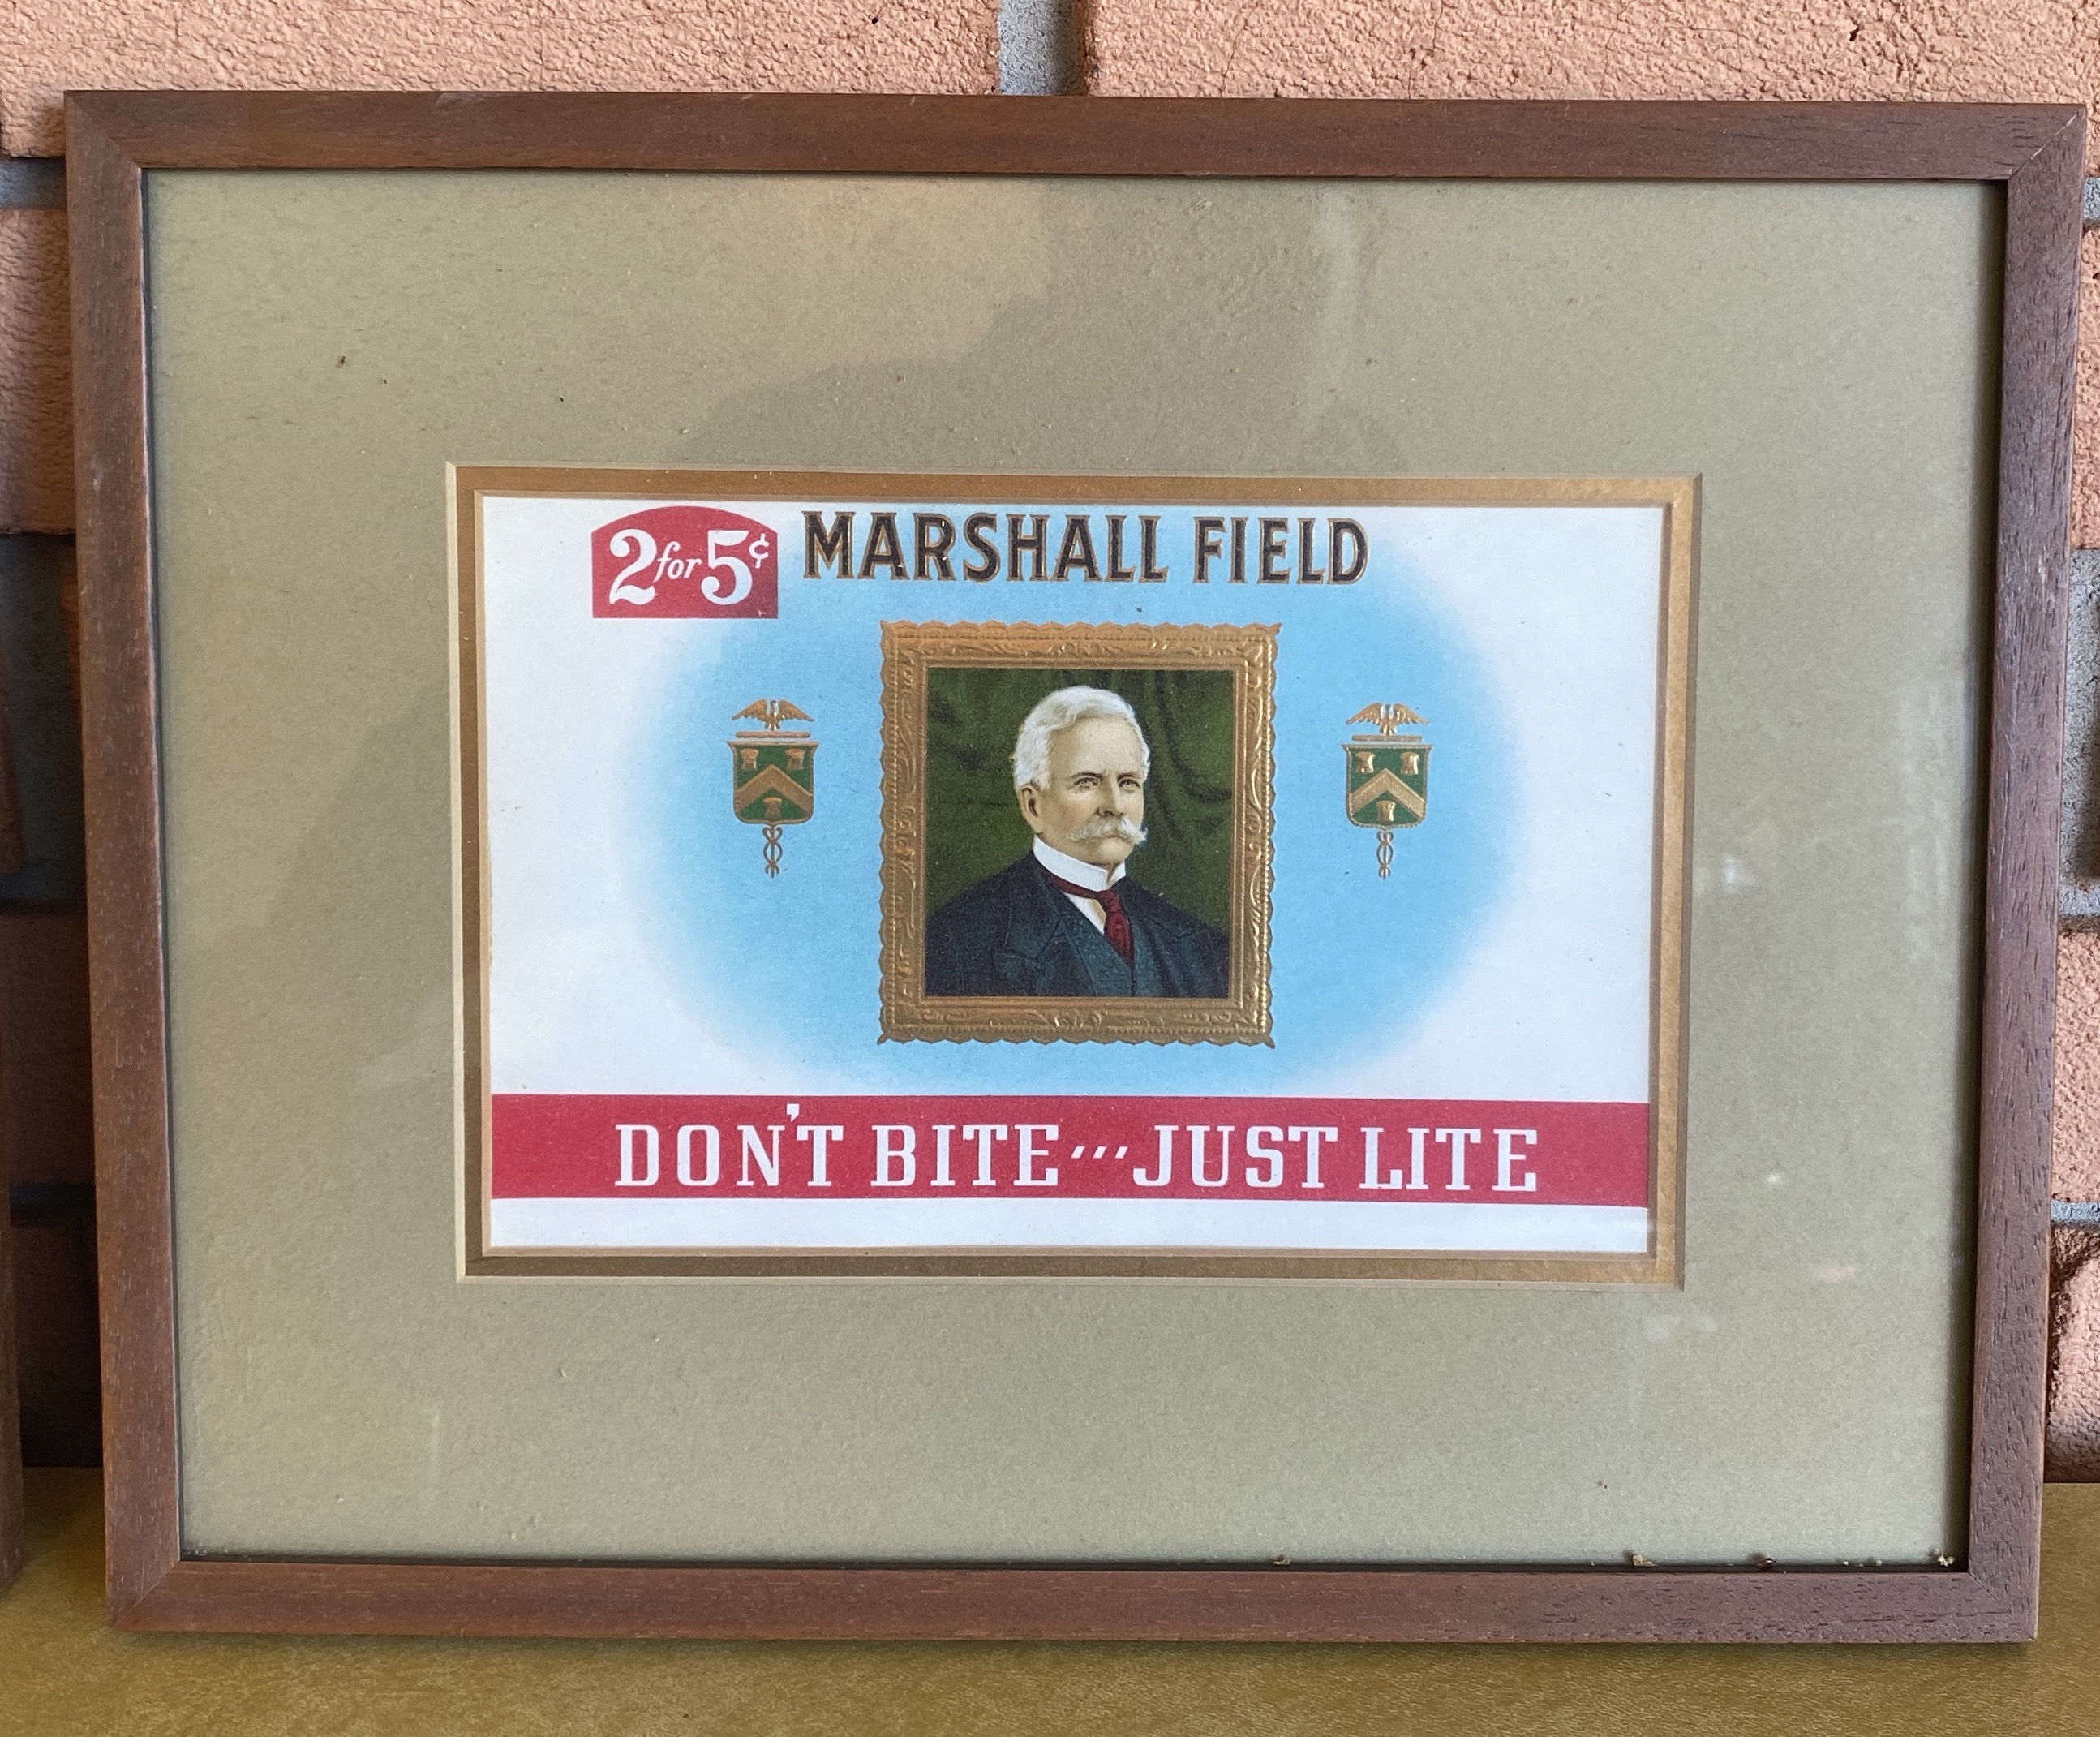 2 for 5¢
MARSHALL FIELD
DON'T BITE---JUST LITE